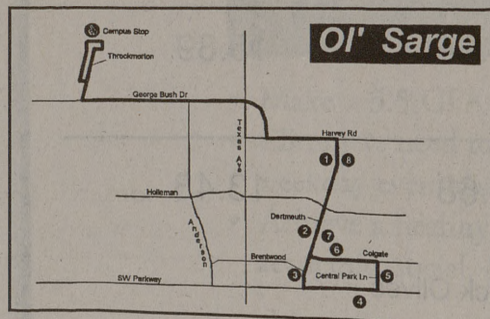 Ol' Sarge
Campus Stop
Throckmorton
George Bush Dr
Texas Ave
Harvey Rd
1
8
Holleman
Anderson
Dartmouth
2
7
6
Brentwood
Colgate
3
Central Park Ln
5
SW Parkway
4